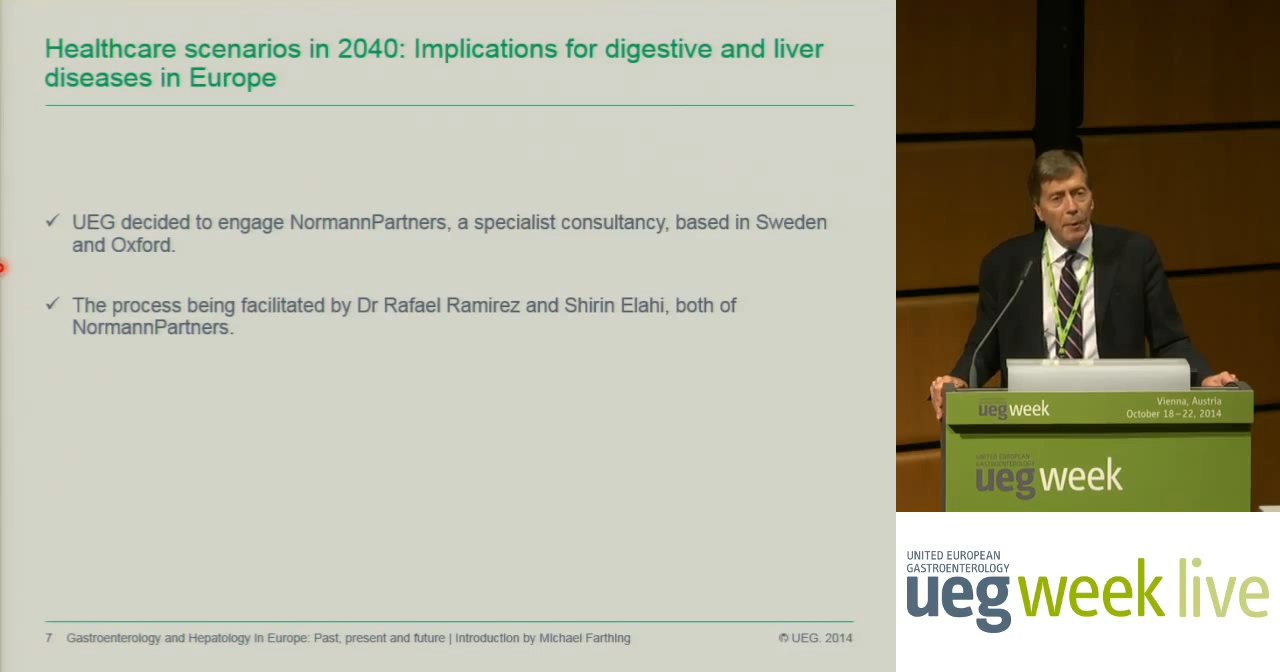 Healthcare scenarios in 2040: Implications for digestive and liver
diseases in Europe
✓ UEG decided to engage NormannPartners, a specialist consultancy, based in Sweden
and Oxford.
✓ The process being facilitated by Dr Rafael Ramirez and Shirin Elahi, both of
NormannPartners.
7 Gastroenterology and Hepatology in Europe: Past, present and future | Introduction by Michael Farthing © UEG. 2014
ueg week
Vienna, Austria
October 18–22, 2014
UNITED EUROPEAN
GASTROENTEROLOGY
ueg week
UNITED EUROPEAN
GASTROENTEROLOGY
ueg week live